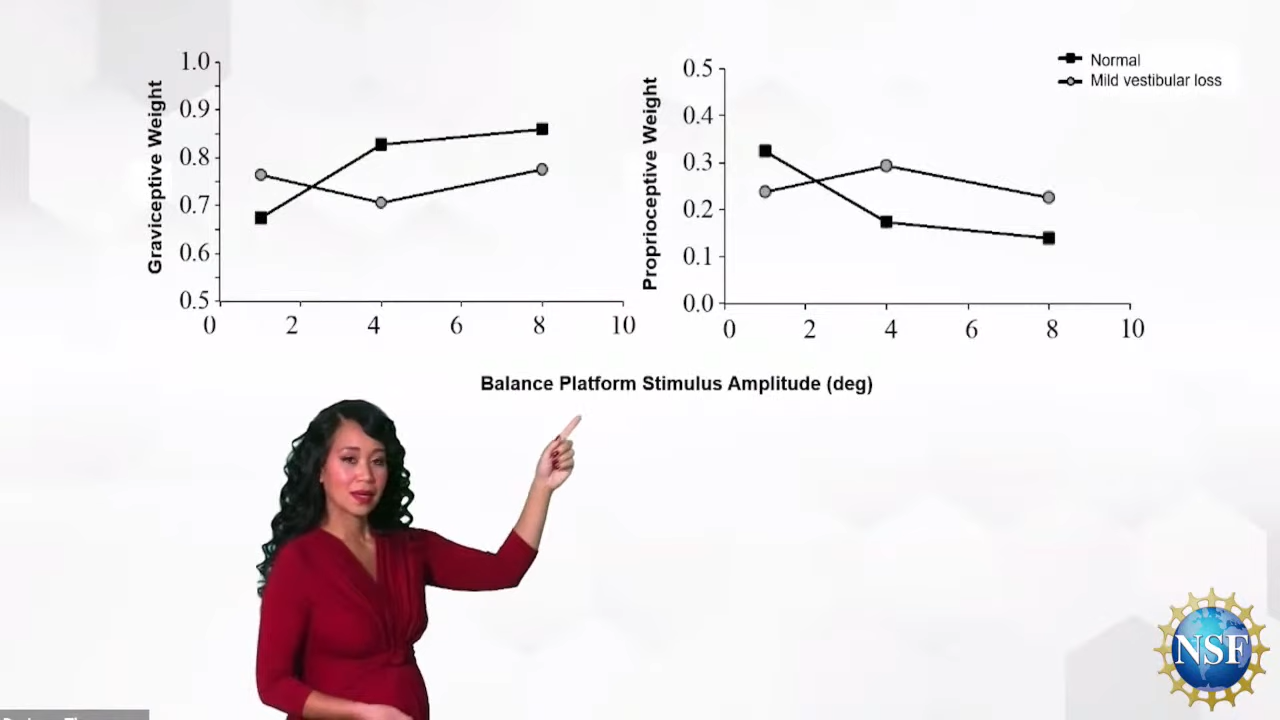 1.0
0.9
0.8
0.7
0.6
0.5
0 2 4 6 8 10
Graviceptive Weight
0.5
0.4
0.3
0.2
0.1
0.0
0 2 4 6 8 10
Proprioceptive Weight
Normal
Mild vestibular loss
Balance Platform Stimulus Amplitude (deg)
NSF